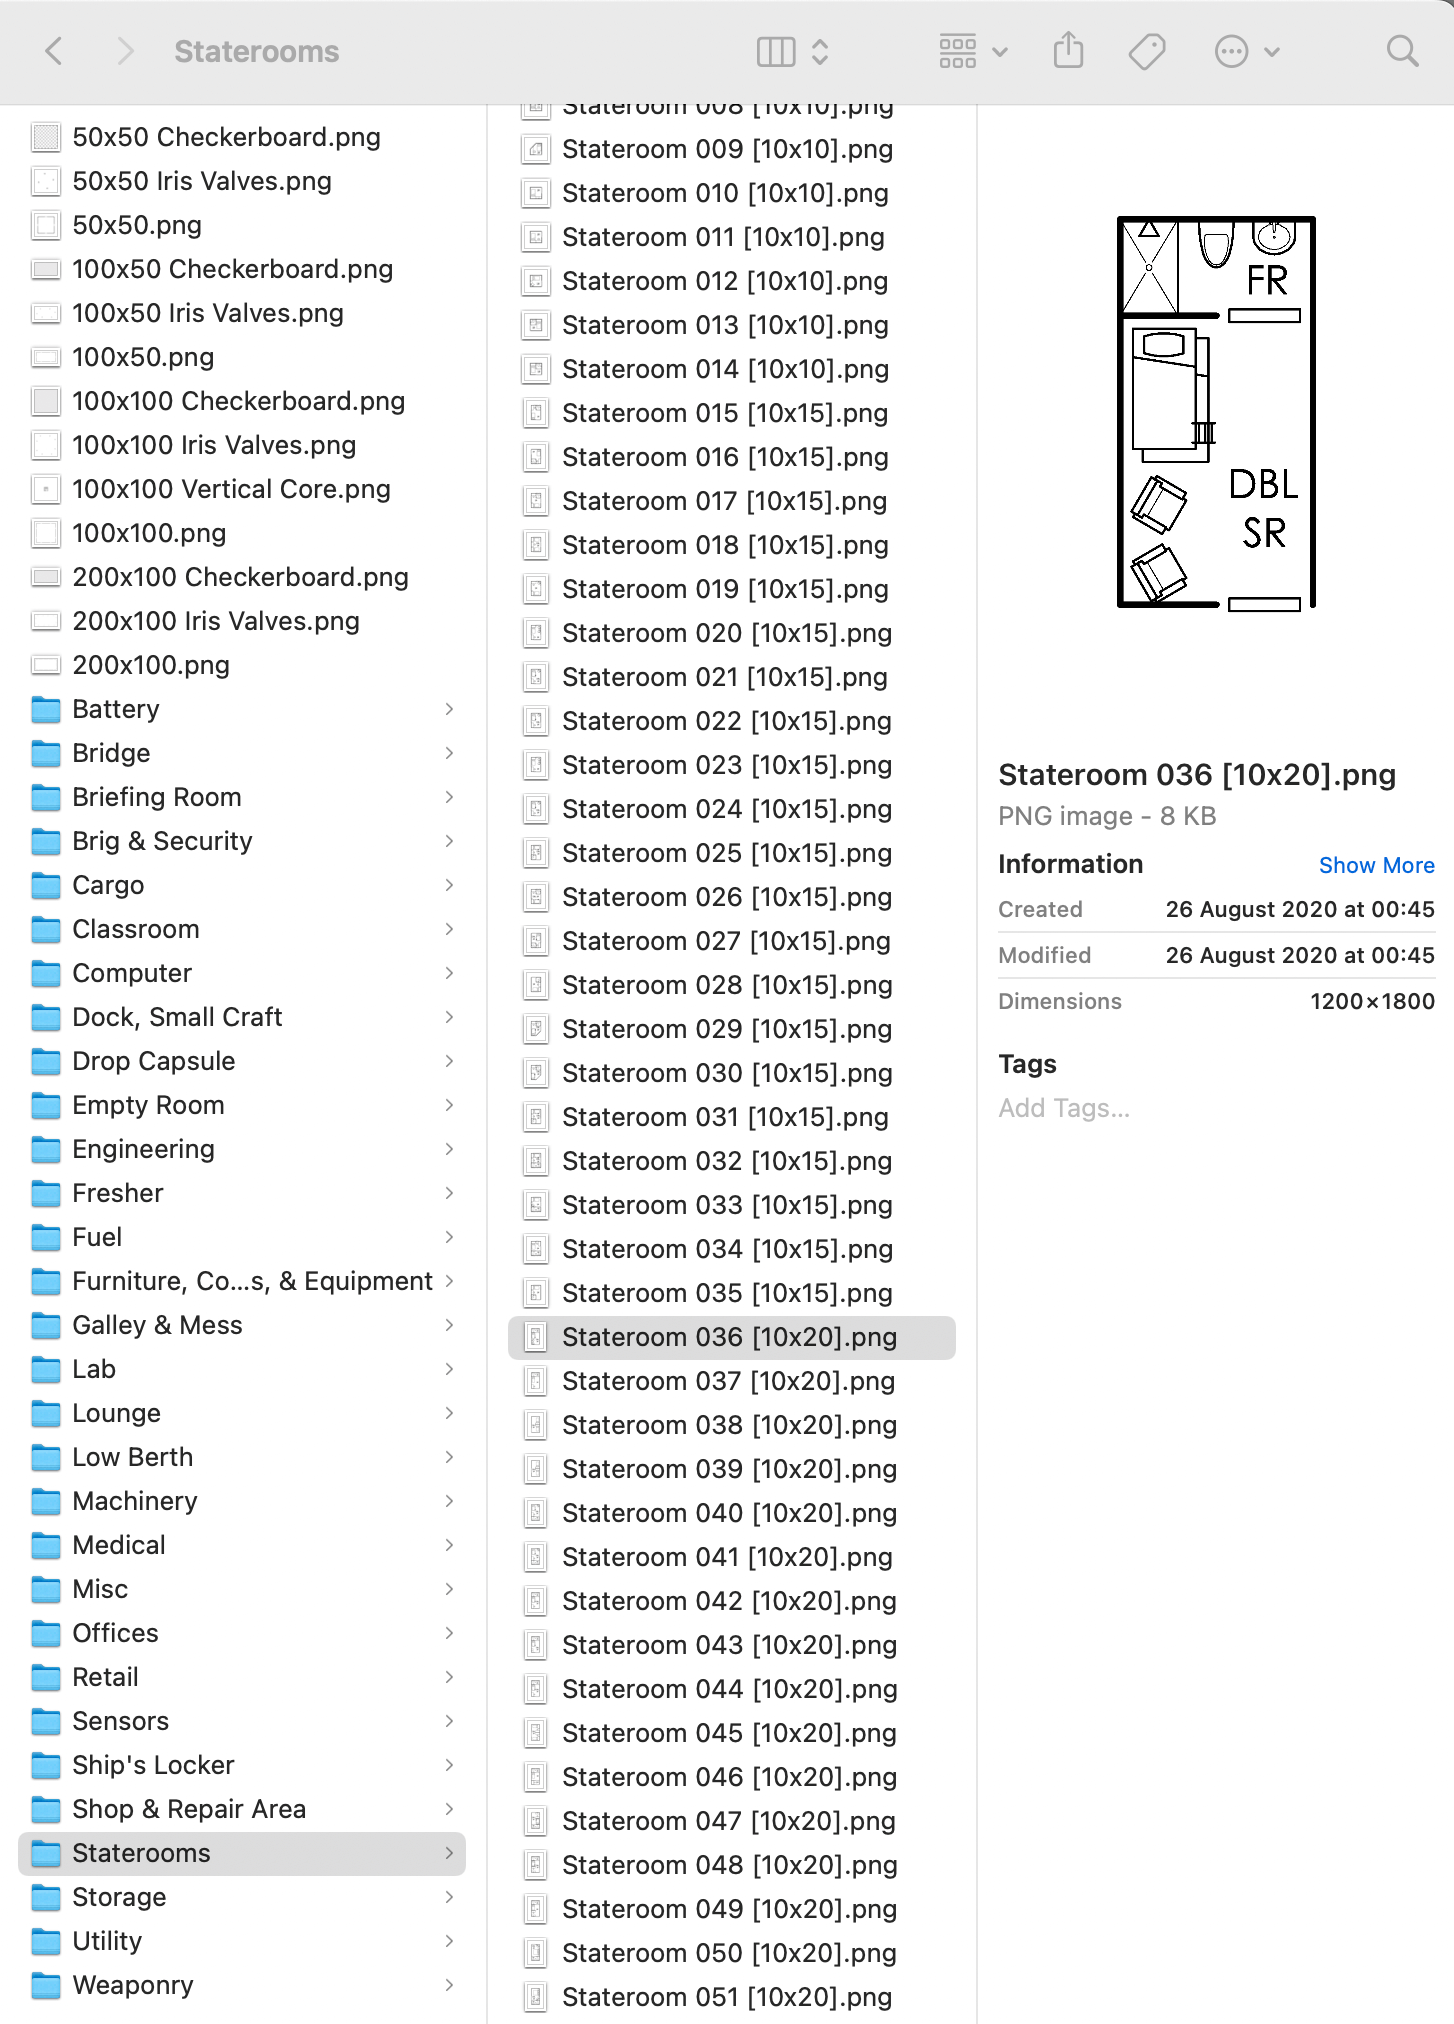 Staterooms
50x50 Checkerboard.png
50x50 Iris Valves.png
50x50.png
100x50 Checkerboard.png
100x50 Iris Valves.png
100x50.png
100x100 Checkerboard.png
100x100 Iris Valves.png
100x100 Vertical Core.png
100x100.png
200x100 Checkerboard.png
200x100 Iris Valves.png
200x100.png
Battery
Bridge
Briefing Room
Brig & Security
Cargo
Classroom
Computer
Dock, Small Craft
Drop Capsule
Empty Room
Engineering
Fresher
Fuel
Furniture, Co...s, & Equipment
Galley & Mess
Lab
Lounge
Low Berth
Machinery
Medical
Misc
Offices
Retail
Sensors
Ship's Locker
Shop & Repair Area
Staterooms
Storage
Utility
Weaponry
Stateroom 008 [10x10].png
Stateroom 009 [10x10].png
Stateroom 010 [10x10].png
Stateroom 011 [10x10].png
Stateroom 012 [10x10].png
Stateroom 013 [10x10].png
Stateroom 014 [10x10].png
Stateroom 015 [10x15].png
Stateroom 016 [10x15].png
Stateroom 017 [10x15].png
Stateroom 018 [10x15].png
Stateroom 019 [10x15].png
Stateroom 020 [10x15].png
Stateroom 021 [10x15].png
Stateroom 022 [10x15].png
Stateroom 023 [10x15].png
Stateroom 024 [10x15].png
Stateroom 025 [10x15].png
Stateroom 026 [10x15].png
Stateroom 027 [10x15].png
Stateroom 028 [10x15].png
Stateroom 029 [10x15].png
Stateroom 030 [10x15].png
Stateroom 031 [10x15].png
Stateroom 032 [10x15].png
Stateroom 033 [10x15].png
Stateroom 034 [10x15].png
Stateroom 035 [10x15].png
Stateroom 036 [10x20].png
Stateroom 037 [10x20].png
Stateroom 038 [10x20].png
Stateroom 039 [10x20].png
Stateroom 040 [10x20].png
Stateroom 041 [10x20].png
Stateroom 042 [10x20].png
Stateroom 043 [10x20].png
Stateroom 044 [10x20].png
Stateroom 045 [10x20].png
Stateroom 046 [10x20].png
Stateroom 047 [10x20].png
Stateroom 048 [10x20].png
Stateroom 049 [10x20].png
Stateroom 050 [10x20].png
Stateroom 051 [10x20].png
FR
DBL
SR
Stateroom 036 [10x20].png
PNG image - 8 KB
Information Show More
Created 26 August 2020 at 00:45
Modified 26 August 2020 at 00:45
Dimensions 1200×1800
Tags
Add Tags...